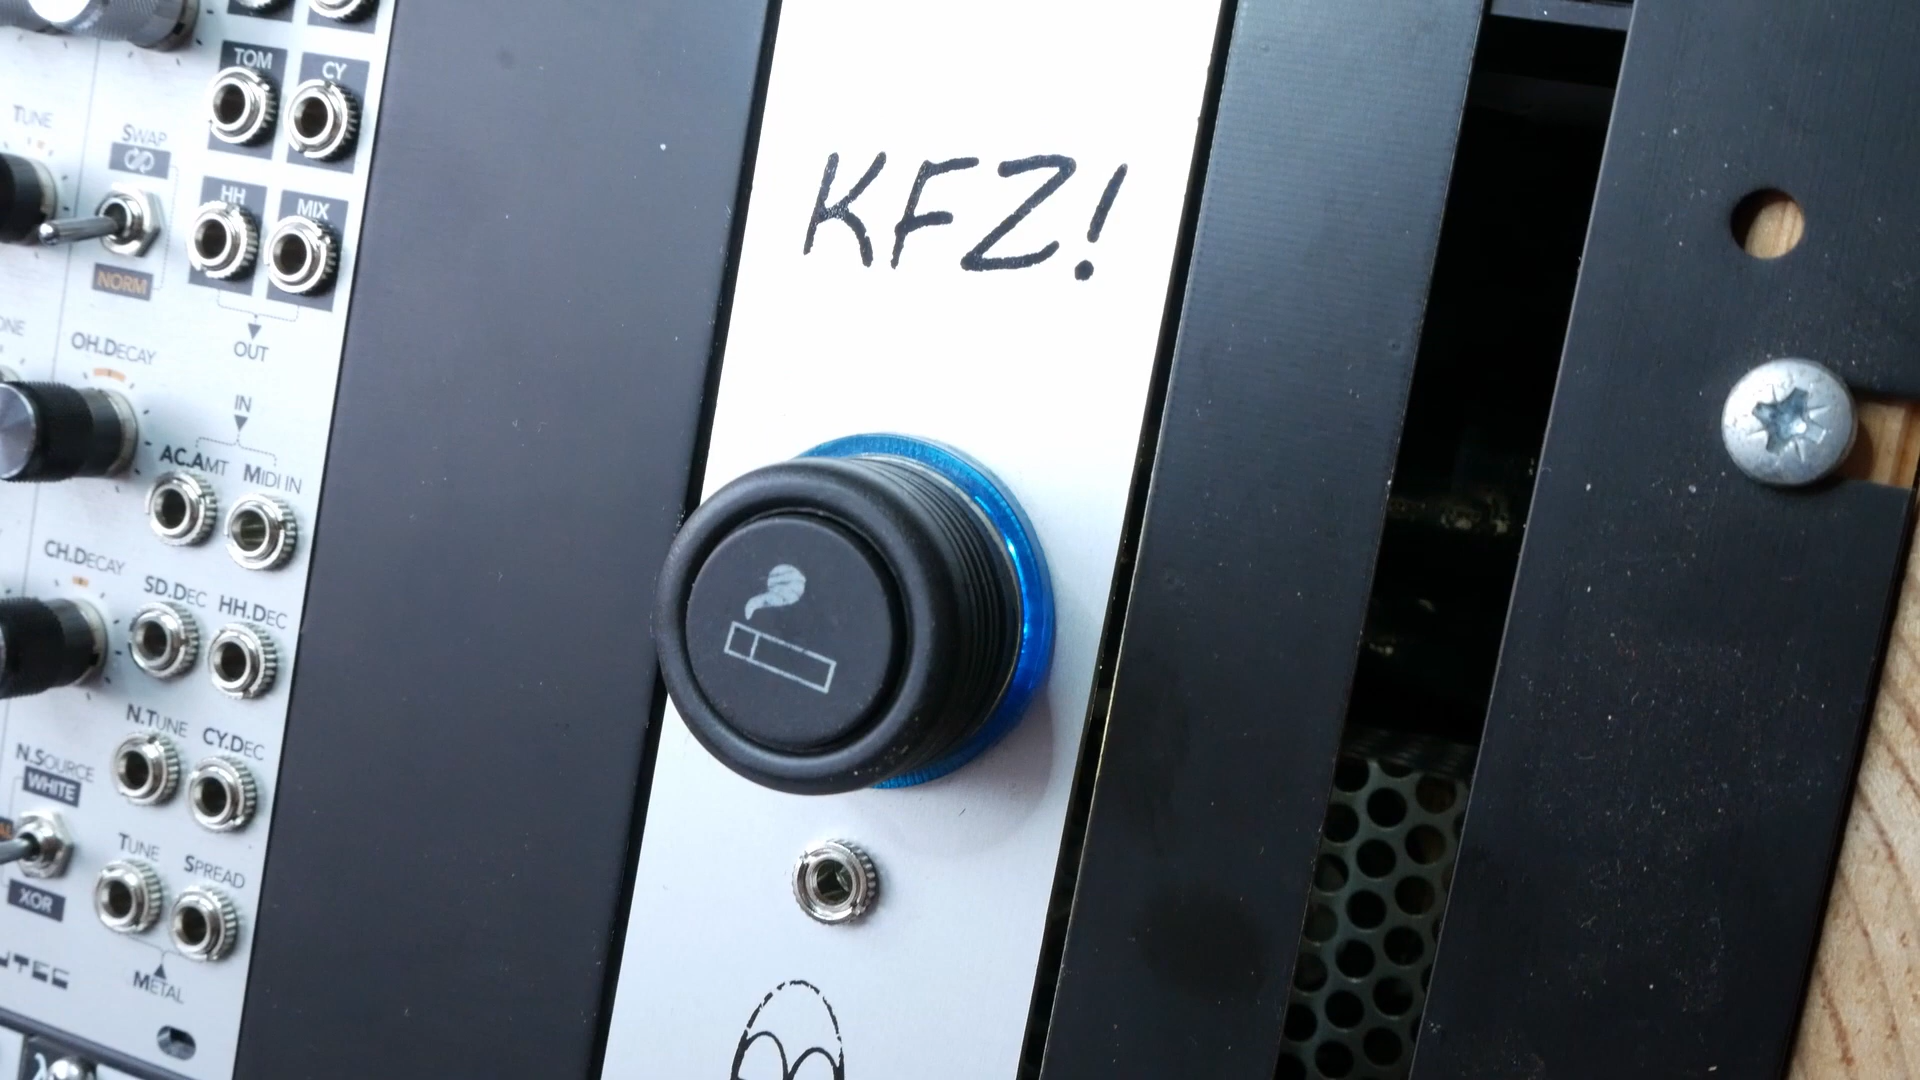 TOM
CY
TUNE
SWAP
HH
MIX
NORM
OUT
OH.DECAY
IN
AC.AMT
MIDI IN
CH.DECAY
SD.DEC
HH.DEC
N.TUNE
CY.DEC
N.SOURCE
WHITE
TUNE
SPREAD
XOR
METAL
KFZ!